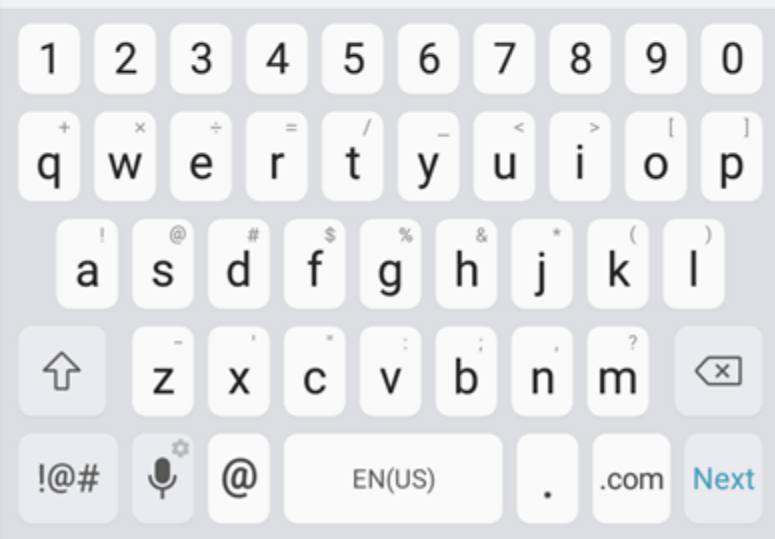 1 2 3 4 5 6 7 8 9 0
+ × ÷ = / _ < > [ ]
q w e r t y u i o p
! @ # $ % & * ( )
a s d f g h j k l
- ' " : ; , ?
z x c v b n m
!@# @ EN(US) . .com Next